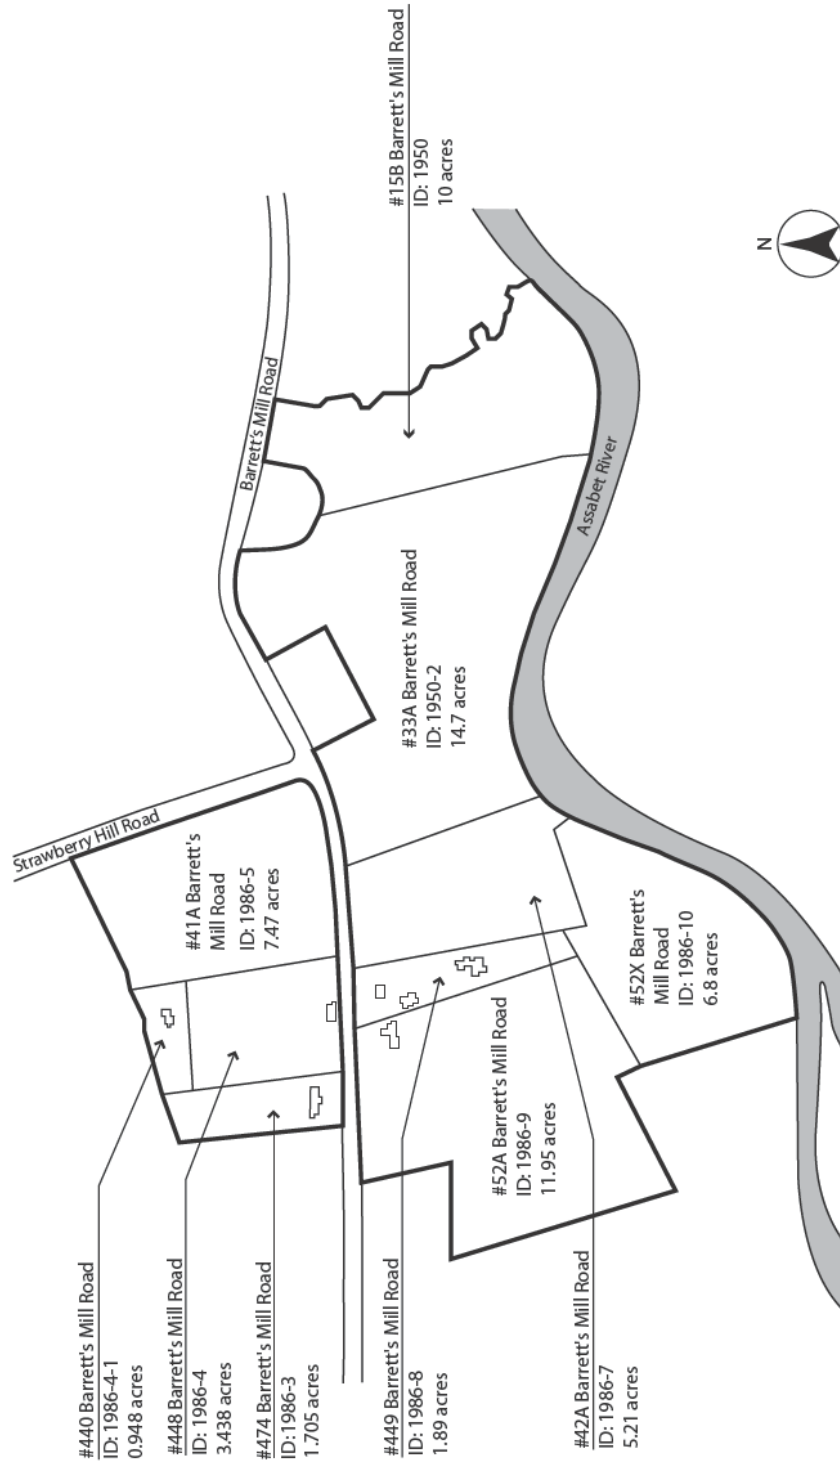 #440 Barrett's Mill Road
ID: 1986-4-1
0.948 acres
#448 Barrett's Mill Road
ID: 1986-4
3.438 acres
#474 Barrett's Mill Road
ID:1986-3
1.705 acres
#449 Barrett's Mill Road
ID: 1986-8
1.89 acres
#42A Barrett's Mill Road
ID: 1986-7
5.21 acres
Strawberry Hill Road
#41A Barrett's
Mill Road
ID: 1986-5
7.47 acres
#52A Barrett's Mill Road
ID: 1986-9
11.95 acres
#52X Barrett's
Mill Road
ID: 1986-10
6.8 acres
#33A Barrett's Mill Road
ID: 1950-2
14.7 acres
Barrett's Mill Road
Assabet River
#15B Barrett's Mill Road
ID: 1950
10 acres
N